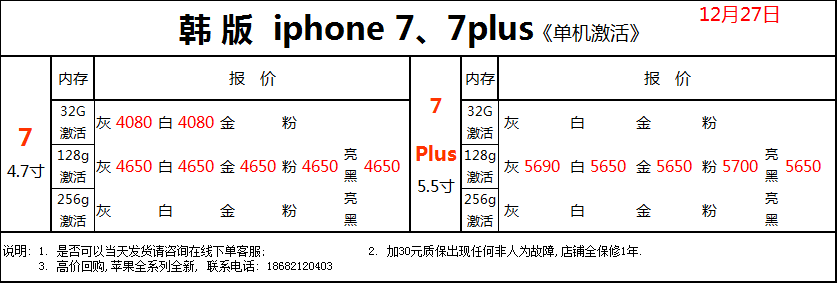 韩 版 iphone 7、7plus《单机激活》 12月27日
内存 报 价 内存 报 价
7 4.7寸 7 Plus 5.5寸
32G 激活 灰 4080 白 4080 金 粉 32G 激活 灰 白 金 粉
128g 激活 灰 4650 白 4650 金 4650 粉 4650 亮黑 4650 128g 激活 灰 5690 白 5650 金 5650 粉 5700 亮黑 5650
256g 激活 灰 白 金 粉 亮黑 256g 激活 灰 白 金 粉 亮黑
说明: 1. 是否可以当天发货请咨询在线下单客服; 2. 加30元质保出现任何非人为故障,店铺全保修1年.
3. 高价回购,苹果全系列全新, 联系电话: 18682120403